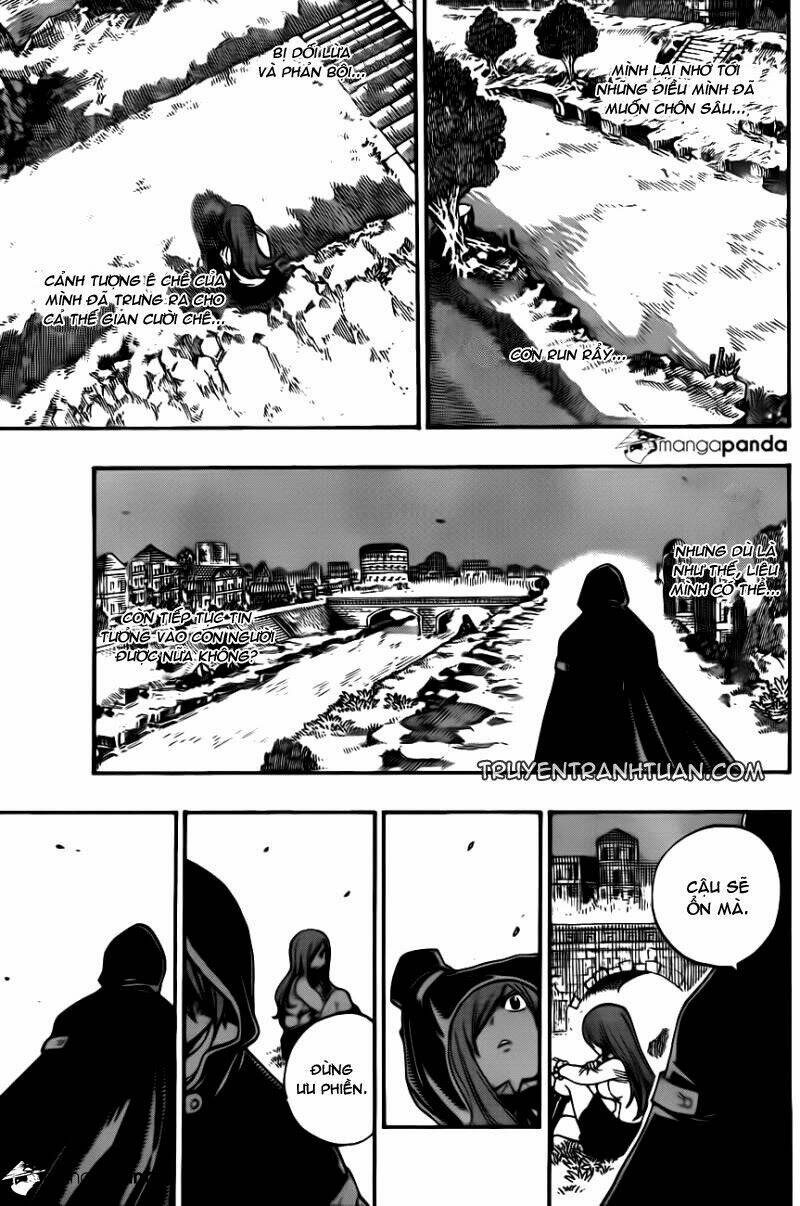 MÌNH LẠI NHỚ TỚI
NHỮNG ĐIỀU MÌNH ĐÃ
MUỐN CHÔN SÂU...
CƠN RUN RẨY...
BỊ DỐI LỪA
VÀ PHẢN BỘI...
CẢNH TƯỢNG Ê CHỀ CỦA
MÌNH ĐÃ TRƯNG RA CHO
CẢ THẾ GIAN CƯỜI CHÊ...
mangapanda
NHƯNG DÙ LÀ
NHƯ THẾ, LIỆU
MÌNH CÓ THỂ...
CÒN TIẾP TỤC TIN
TƯỞNG VÀO CON NGƯỜI
ĐƯỢC NỮA KHÔNG?
TRUYENTRANHTUAN.COM
CẬU SẼ
ỔN MÀ.
ĐỪNG
ƯU PHIỀN.